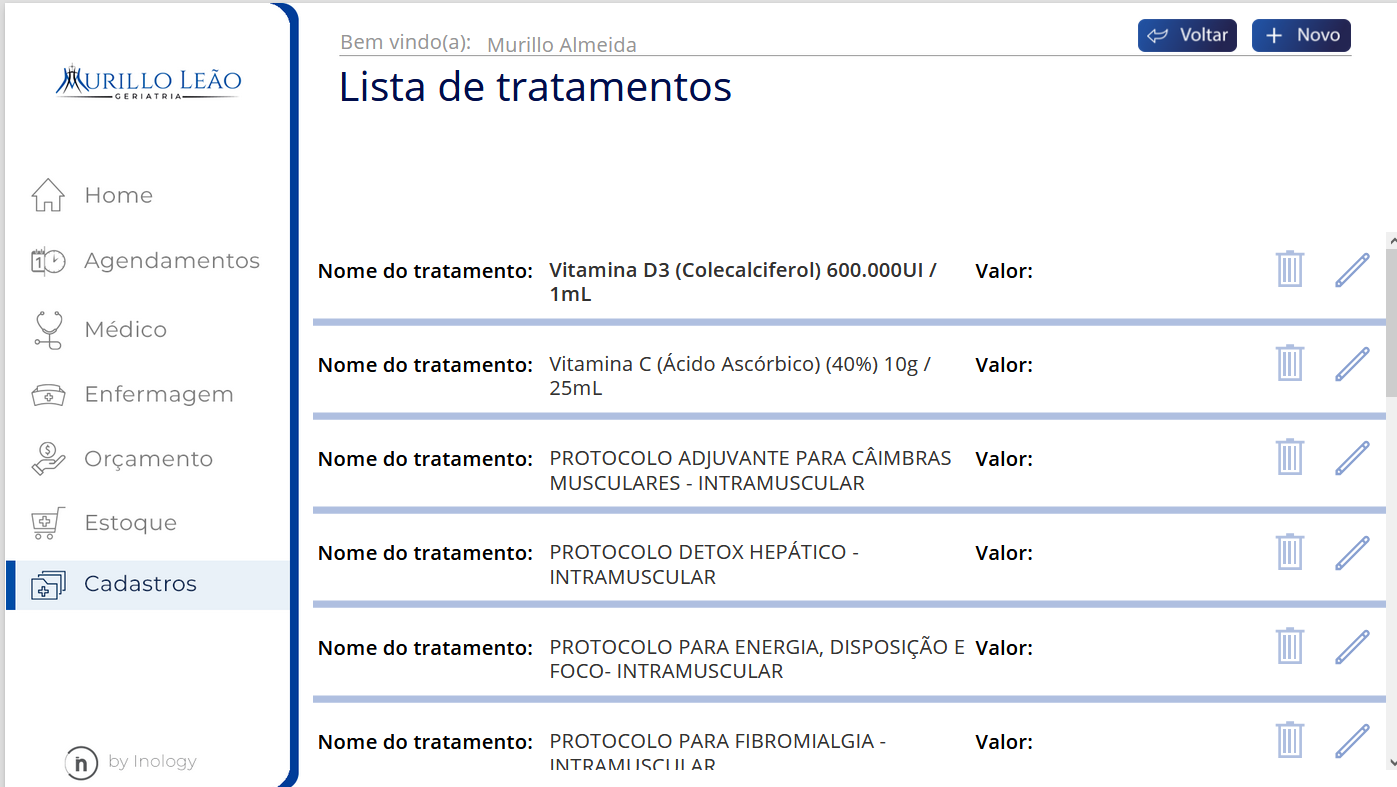 MURILLO LEÃO
GERIATRIA
Home
Agendamentos
Médico
Enfermagem
Orçamento
Estoque
Cadastros
in by Inology
Bem vindo(a): Murillo Almeida
Voltar
Novo
Lista de tratamentos
Nome do tratamento: Vitamina D3 (Colecalciferol) 600.000UI / Valor:
1mL
Nome do tratamento: Vitamina C (Ácido Ascórbico) (40%) 10g / Valor:
25mL
Nome do tratamento: PROTOCOLO ADJUVANTE PARA CÂIMBRAS Valor:
MUSCULARES - INTRAMUSCULAR
Nome do tratamento: PROTOCOLO DETOX HEPÁTICO - Valor:
INTRAMUSCULAR
Nome do tratamento: PROTOCOLO PARA ENERGIA, DISPOSIÇÃO E Valor:
FOCO- INTRAMUSCULAR
Nome do tratamento: PROTOCOLO PARA FIBROMIALGIA - Valor:
INTRAMUSCULAR